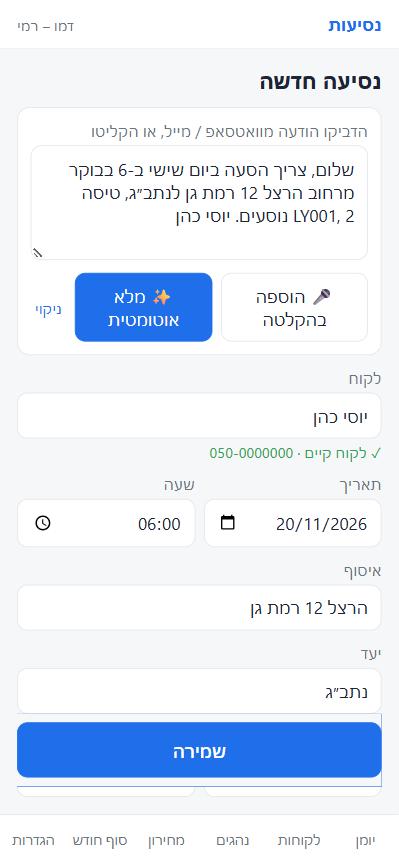 נסיעות
דמו – רמי
נסיעה חדשה
הדביקו הודעה מוואטסאפ / מייל, או הקליטו
שלום, צריך הסעה ביום שישי ב-6 בבוקר
מרחוב הרצל 12 רמת גן לנתב״ג, טיסה
LY001, 2 נוסעים. יוסי כהן
🎤 הוספה
בהקלטה
✨ מלא
אוטומטית
ניקוי
לקוח
יוסי כהן
✓ לקוח קיים · 050-0000000
תאריך
שעה
20/11/2026
06:00
איסוף
הרצל 12 רמת גן
יעד
נתב״ג
שמירה
יומן
לקוחות
נהגים
מחירון
סוף חודש
הגדרות